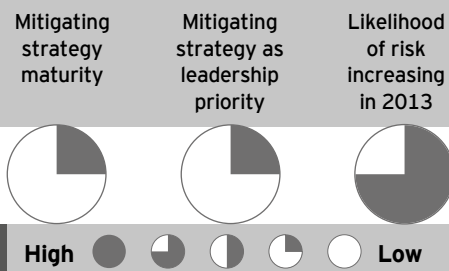 Mitigating
strategy
maturity
Mitigating
strategy as
leadership
priority
Likelihood
of risk
increasing
in 2013
High Low